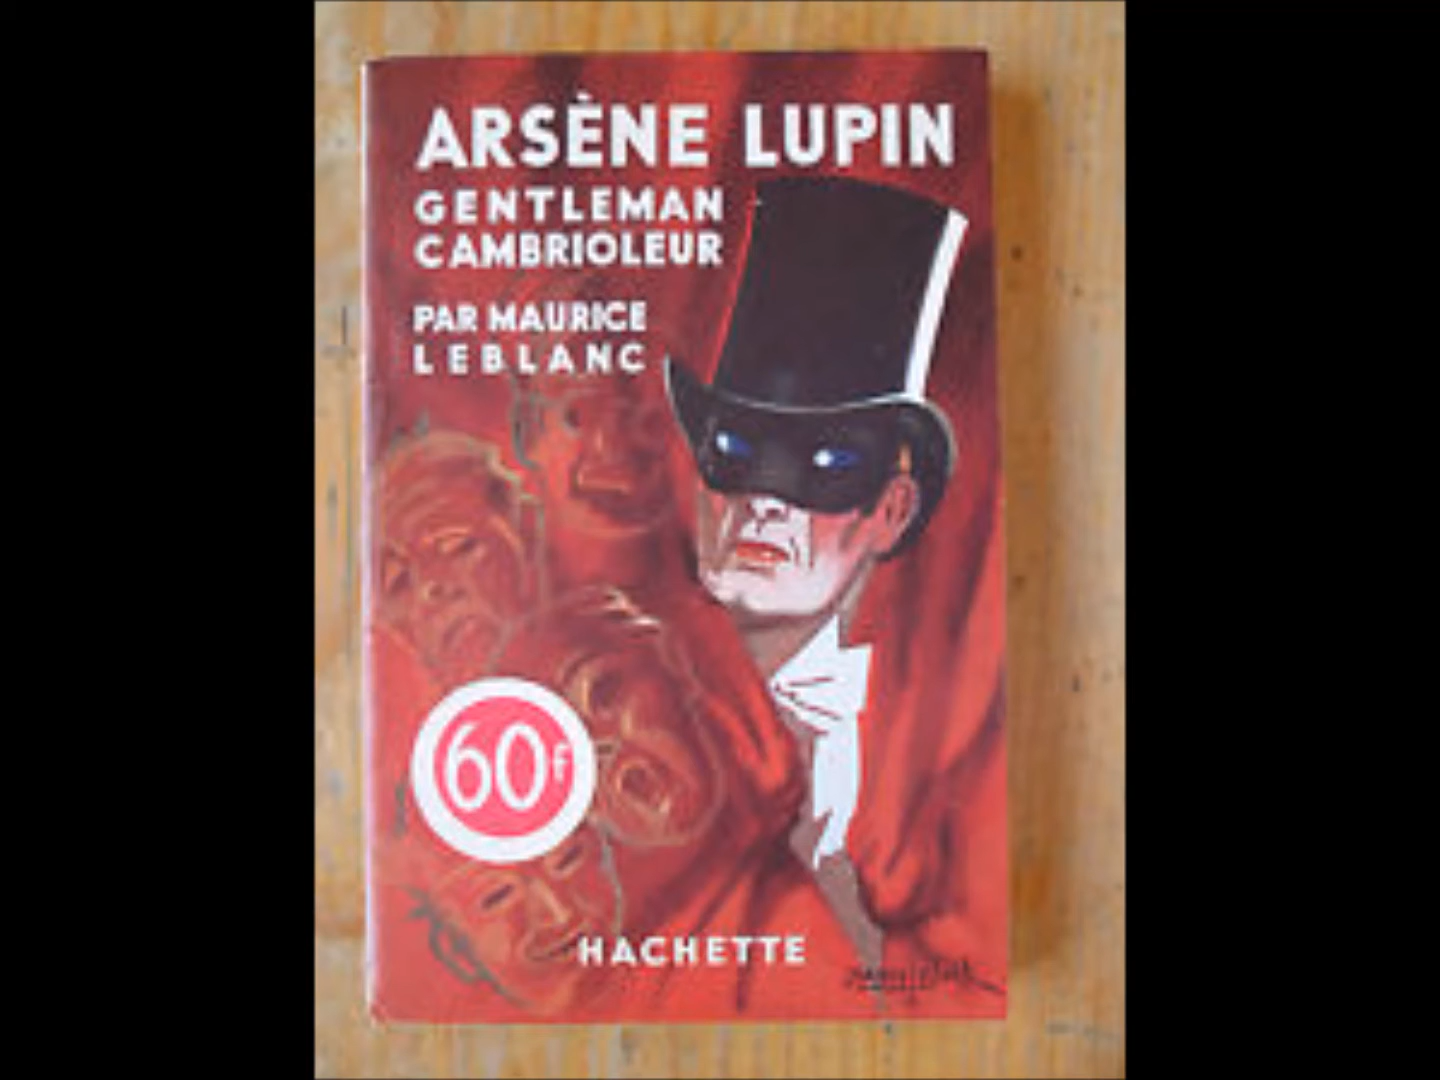 ARSÈNE LUPIN
GENTLEMAN
CAMBRIOLEUR
PAR MAURICE
LEBLANC
60F
HACHETTE